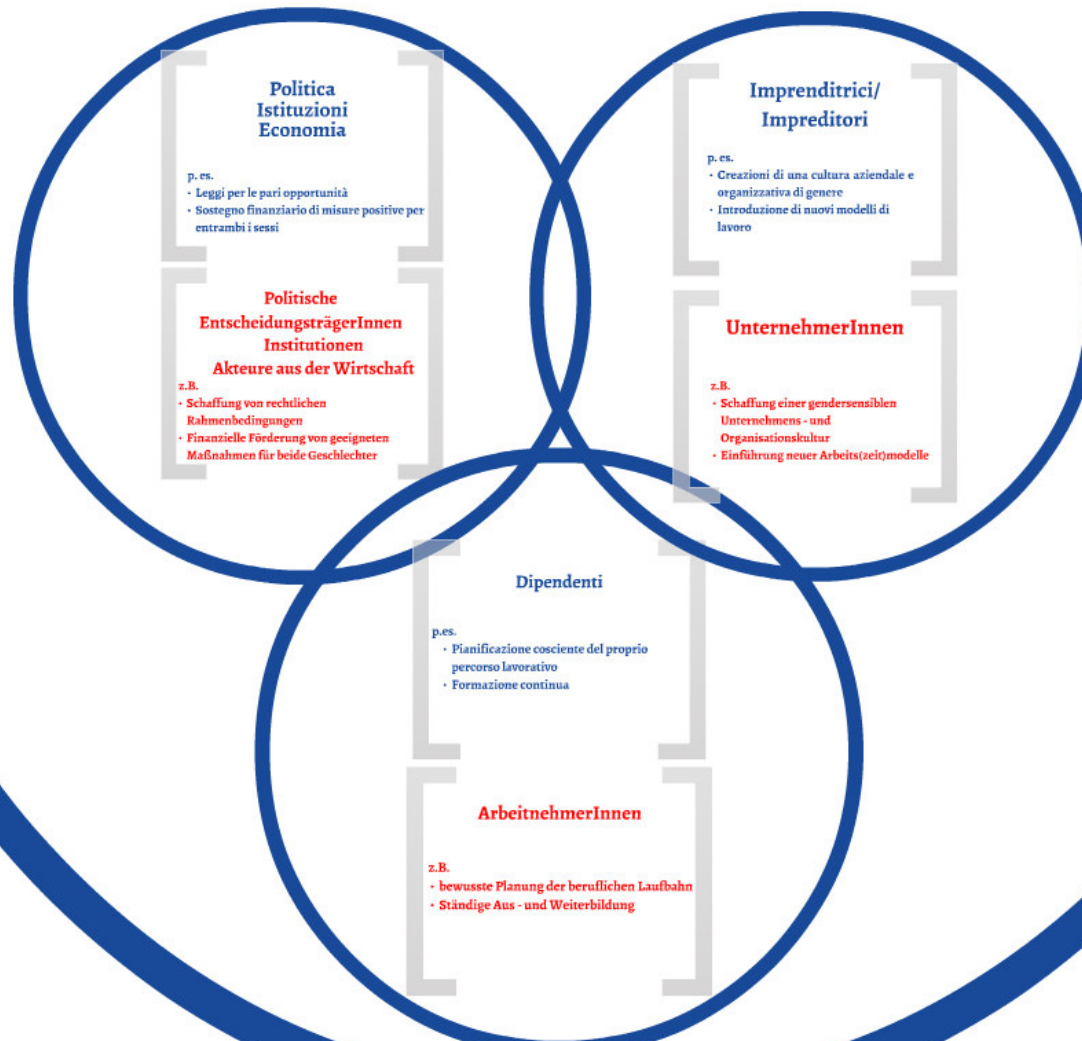 Politica
Istituzioni
Economia
p. es.
· Leggi per le pari opportunità
· Sostegno finanziario di misure positive per
entrambi i sessi
Politische
EntscheidungsträgerInnen
Institutionen
Akteure aus der Wirtschaft
z.B.
· Schaffung von rechtlichen
Rahmenbedingungen
· Finanzielle Förderung von geeigneten
Maßnahmen für beide Geschlechter
Imprenditrici/
Impreditori
p. es.
· Creazioni di una cultura aziendale e
organizzativa di genere
· Introduzione di nuovi modelli di
lavoro
UnternehmerInnen
z.B.
· Schaffung einer gendersensiblen
Unternehmens - und
Organisationskultur
· Einführung neuer Arbeits(zeit)modelle
Dipendenti
p.es.
· Pianificazione cosciente del proprio
percorso lavorativo
· Formazione continua
ArbeitnehmerInnen
z.B.
· bewusste Planung der beruflichen Laufbahn
· Ständige Aus - und Weiterbildung